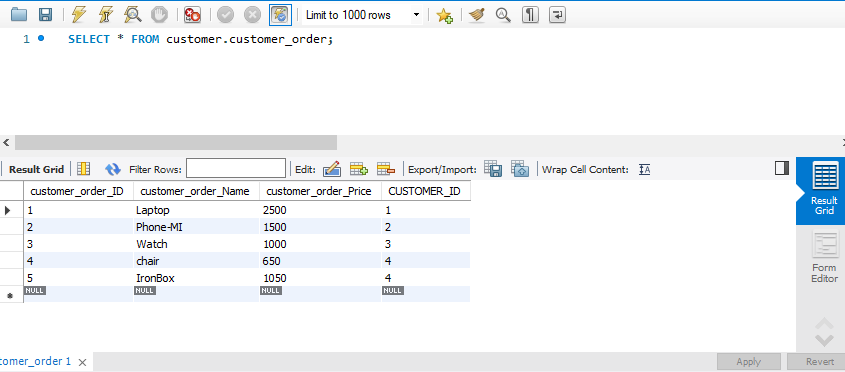 Limit to 1000 rows
1 SELECT * FROM customer.customer_order;
Result Grid Filter Rows: Edit: Export/Import: Wrap Cell Content: IA
customer_order_ID customer_order_Name customer_order_Price CUSTOMER_ID
1 Laptop 2500 1
2 Phone-MI 1500 2
3 Watch 1000 3
4 chair 650 4
5 IronBox 1050 4
NULL NULL NULL NULL
Result
Grid
Form
Editor
tomer_order 1 Apply Revert